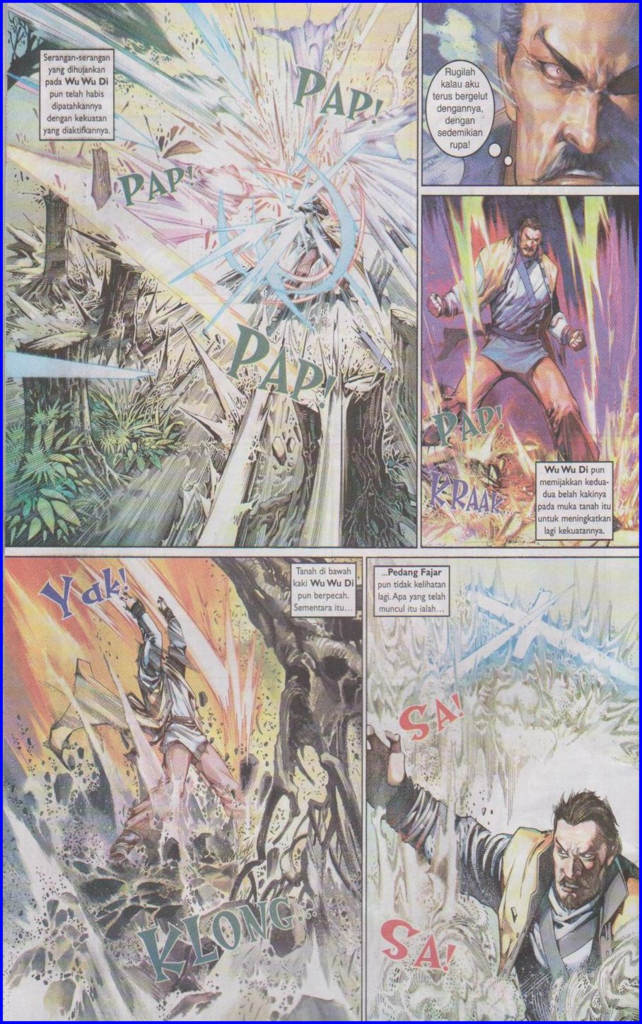 Serangan-serangan
yang dihujankan
pada Wu Wu Di
pun telah habis
dipatahkannya
dengan kekuatan
yang diaktifkannya.
PAP!
PAP!
PAP!
Rugilah
kalau aku
terus bergelut
dengannya,
dengan
sedemikian
rupa!
PAP!
KRAAK...
Wu Wu Di pun
memijakkan kedua-
dua belah kakinya
pada muka tanah itu
untuk meningkatkan
lagi kekuatannya.
Yak!
Tanah di bawah
kaki Wu Wu Di
pun berpecah.
Sementara itu...
KLONG...
...Pedang Fajar
pun tidak kelihatan
lagi. Apa yang telah
muncul itu ialah...
SA!
SA!